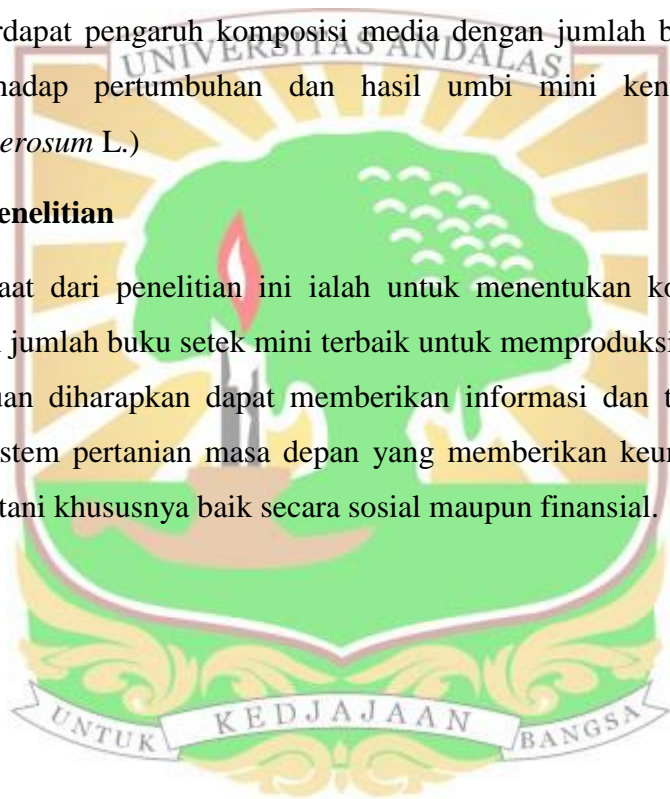 rdapat pengaruh komposisi media dengan jumlah b
UNIVERSITAS ANDALAS
hadap pertumbuhan dan hasil umbi mini ken
erosum L.)
enelitian
aat dari penelitian ini ialah untuk menentukan ko
jumlah buku setek mini terbaik untuk memproduksi
uan diharapkan dapat memberikan informasi dan t
stem pertanian masa depan yang memberikan keun
tani khususnya baik secara sosial maupun finansial.
UNTUK KEDJAJAAN BANGSA